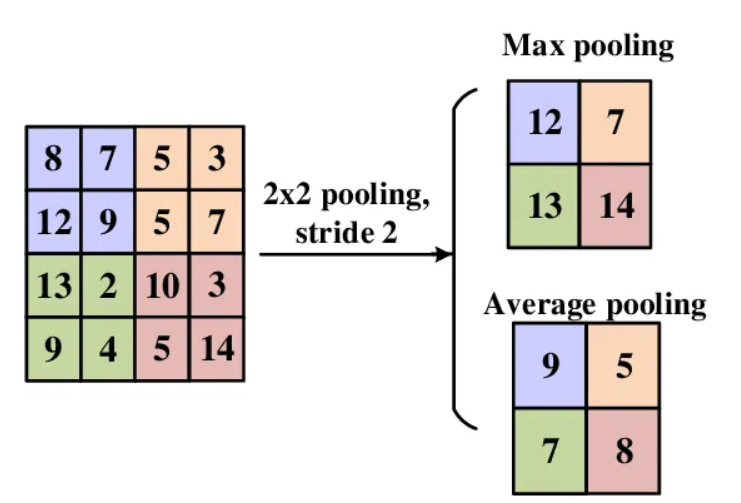 Max pooling
12 7
13 14
8 7 5 3
12 9 5 7
13 2 10 3
9 4 5 14
2x2 pooling,
stride 2
Average pooling
9 5
7 8